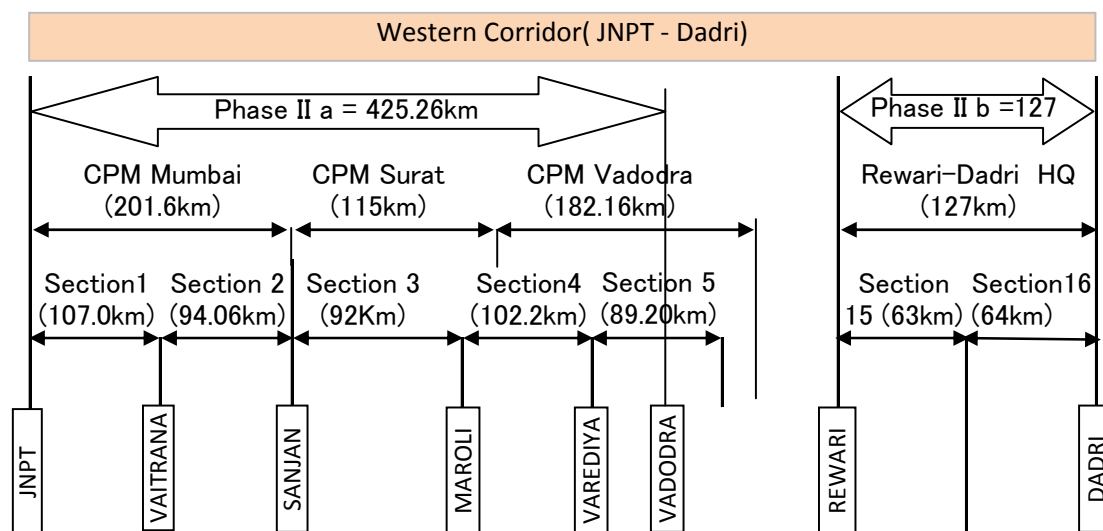 Western Corridor( JNPT - Dadri)
Phase Ⅱ a = 425.26km
Phase Ⅱ b =127
CPM Mumbai
(201.6km)
CPM Surat
(115km)
CPM Vadodra
(182.16km)
Rewari-Dadri HQ
(127km)
Section1
(107.0km)
Section 2
(94.06km)
Section 3
(92Km)
Section4
(102.2km)
Section 5
(89.20km)
Section
15 (63km)
Section16
(64km)
JNPT
VAITRANA
SANJAN
MAROLI
VAREDIYA
VADODRA
REWARI
DADRI